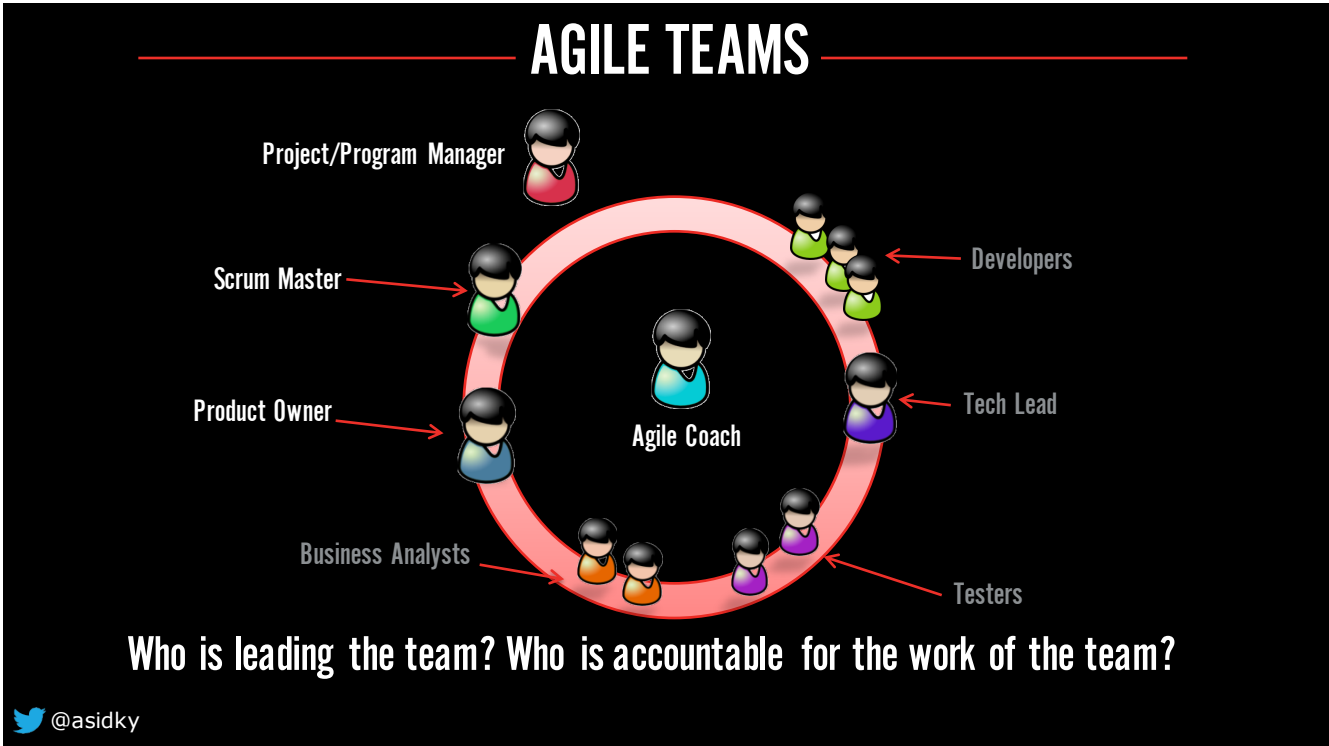 AGILE TEAMS
Project/Program Manager
Developers
Scrum Master
Product Owner
Tech Lead
Agile Coach
Business Analysts
Testers
Who is leading the team? Who is accountable for the work of the team?
@asidky